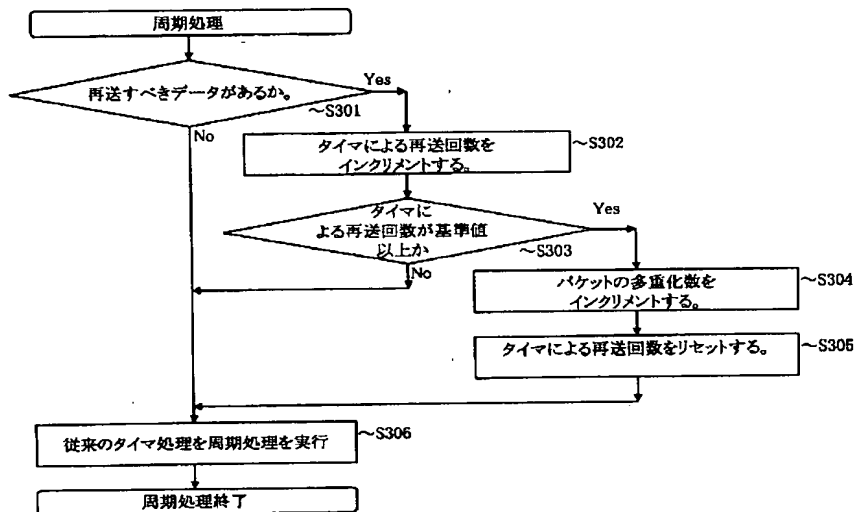 周期処理
再送すべきデータがあるか。
Yes
～S301
No
タイマによる再送回数を
インクリメントする。
～S302
タイマに
よる再送回数が基準値
以上か
Yes
～S303
No
パケットの多重化数を
インクリメントする。
～S304
タイマによる再送回数をリセットする。
～S305
従来のタイマ処理を周期処理を実行
～S306
周期処理終了